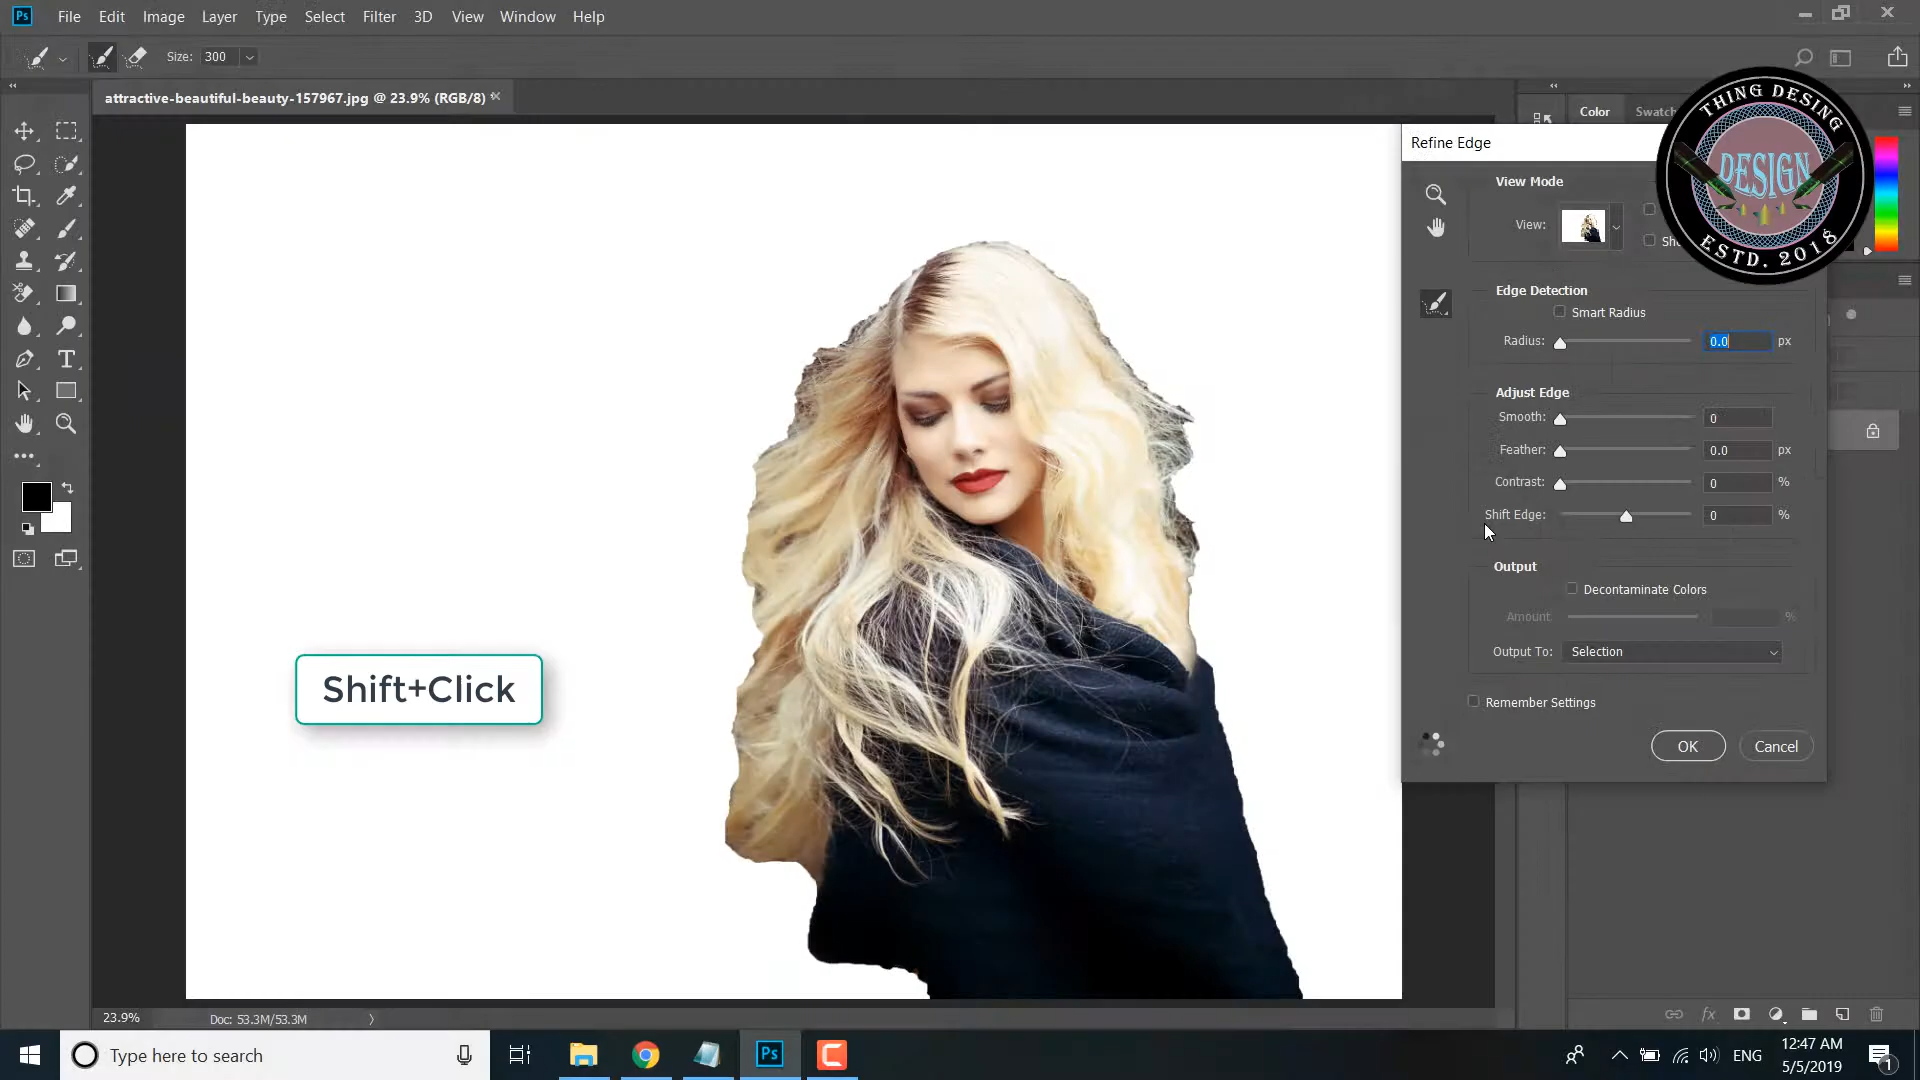 Ps File Edit Image Layer Type Select Filter 3D View Window Help
Size: 300
attractive-beautiful-beauty-157967.jpg @ 23.9% (RGB/8)
Color
THING DESING
DESIGN
ESTD. 2018
Refine Edge
View Mode
View:
Edge Detection
Smart Radius
Radius: 0.0 px
Adjust Edge
Smooth: 0
Feather: 0.0 px
Contrast: 0 %
Shift Edge: 0 %
Output
Decontaminate Colors
Amount: %
Output To: Selection
Remember Settings
OK Cancel
Shift+Click
23.9% Doc: 53.3M/53.3M
fx
Type here to search
Ps
ENG
12:47 AM
5/5/2019
1